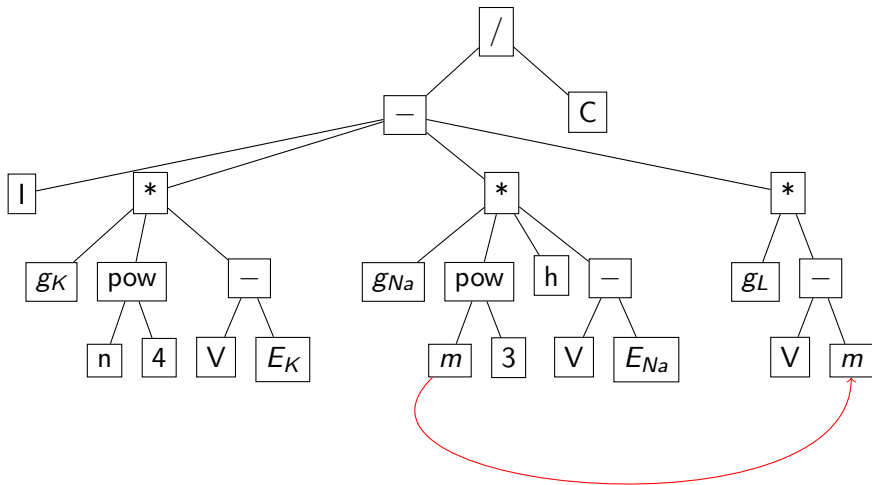 /
− C
I * * *
g_K pow − g_Na pow h − g_L −
n 4 V E_K m 3 V E_Na V m